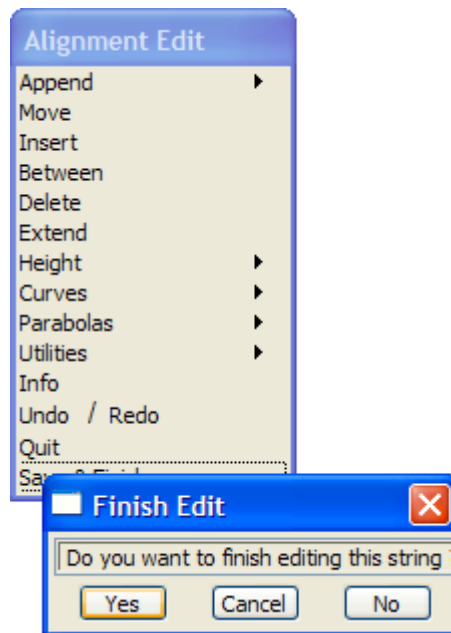 Alignment Edit
Append
Move
Insert
Between
Delete
Extend
Height
Curves
Parabolas
Utilities
Info
Undo / Redo
Quit
Finish Edit
Do you want to finish editing this string ?
Yes Cancel No